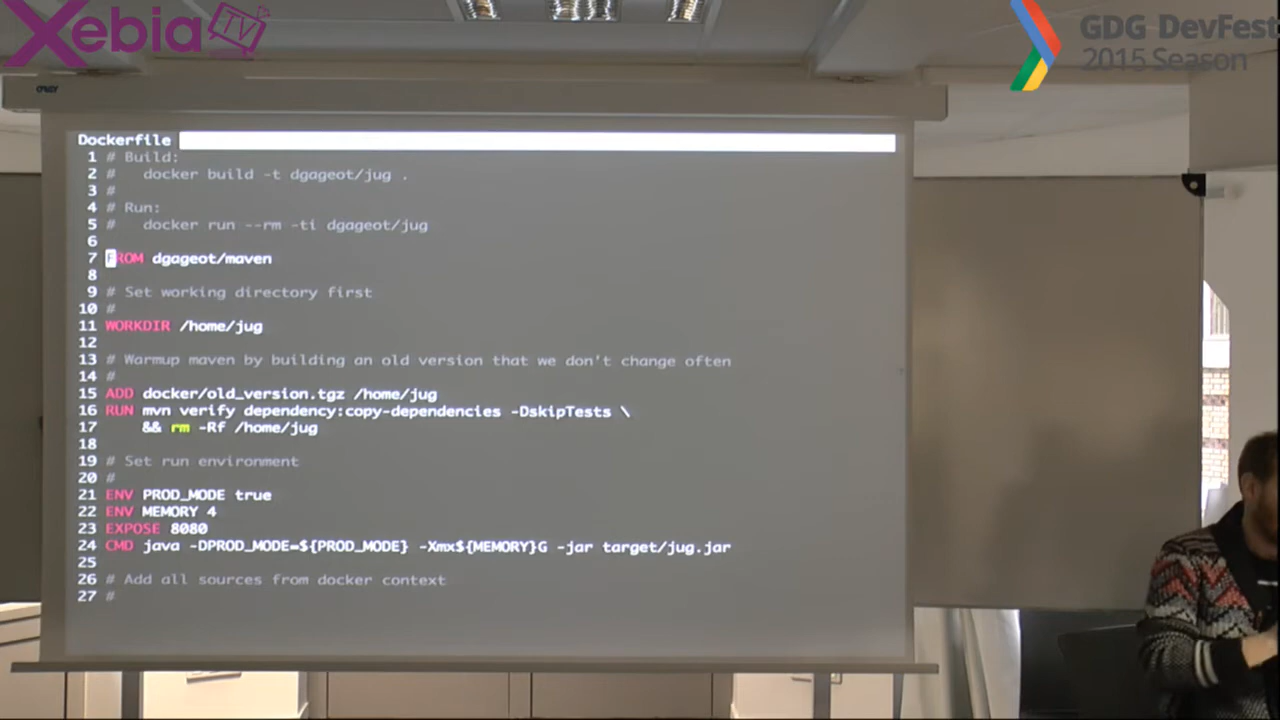 Xebia TV
GDG DevFest
2015 Season
Dockerfile
1 # Build:
2 #   docker build -t dgageot/jug .
3 #
4 # Run:
5 #   docker run --rm -ti dgageot/jug
6
7 FROM dgageot/maven
8
9 # Set working directory first
10 #
11 WORKDIR /home/jug
12
13 # Warmup maven by building an old version that we don't change often
14 #
15 ADD docker/old_version.tgz /home/jug
16 RUN mvn verify dependency:copy-dependencies -DskipTests \
17     && rm -Rf /home/jug
18
19 # Set run environment
20 #
21 ENV PROD_MODE true
22 ENV MEMORY 4
23 EXPOSE 8080
24 CMD java -DPROD_MODE=${PROD_MODE} -Xmx${MEMORY}G -jar target/jug.jar
25
26 # Add all sources from docker context
27 #